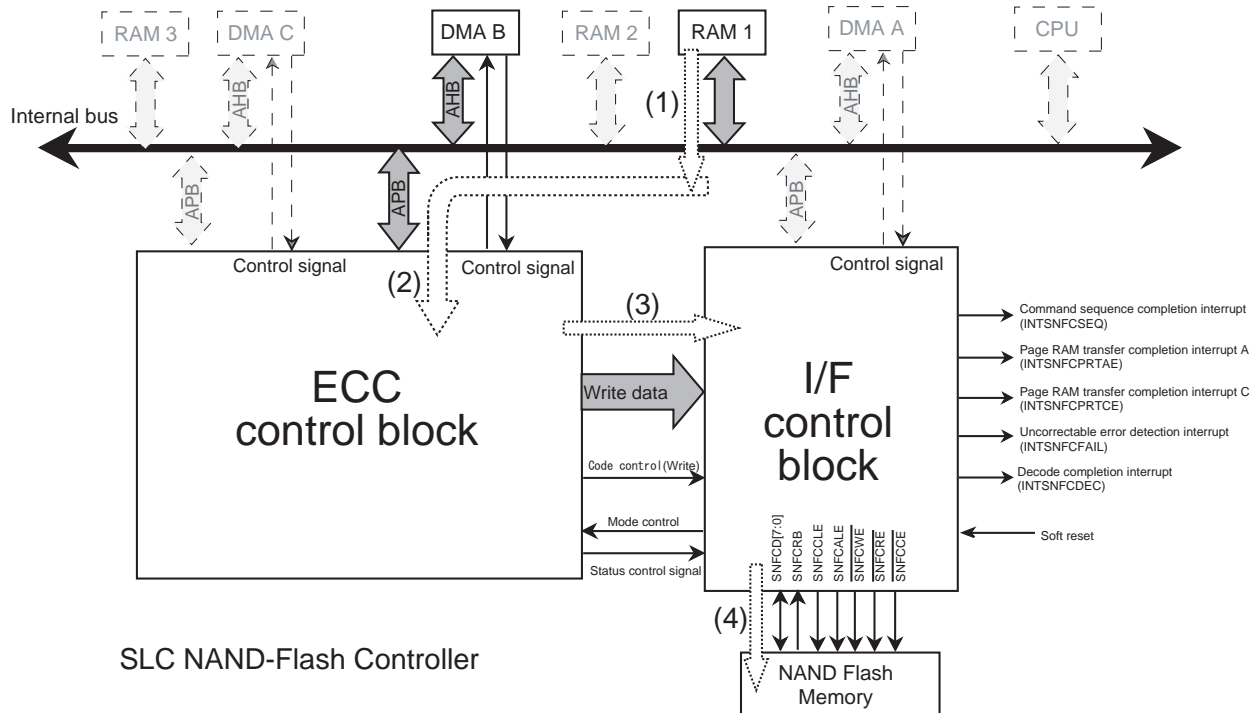 RAM 3
DMA C
DMA B
RAM 2
RAM 1
DMA A
CPU
AHB
AHB
(1)
AHB
Internal bus
APB
APB
APB
Control signal
(2)
Control signal
Control signal
(3)
Command sequence completion interrupt
(INTSNFCSEQ)
Page RAM transfer completion interrupt A
(INTSNFCPRTAE)
Page RAM transfer completion interrupt C
(INTSNFCPRTCE)
Uncorrectable error detection interrupt
(INTSNFCFAIL)
Decode completion interrupt
(INTSNFCDEC)
ECC
control block
Write data
I/F
control
block
Code control(Write)
Mode control
Status control signal
Soft reset
SNFCD[7:0]
SNFCRB
SNFCCLE
SNFCALE
SNFCWE
SNFCRE
SNFCCE
(4)
SLC NAND-Flash Controller
NAND Flash
Memory